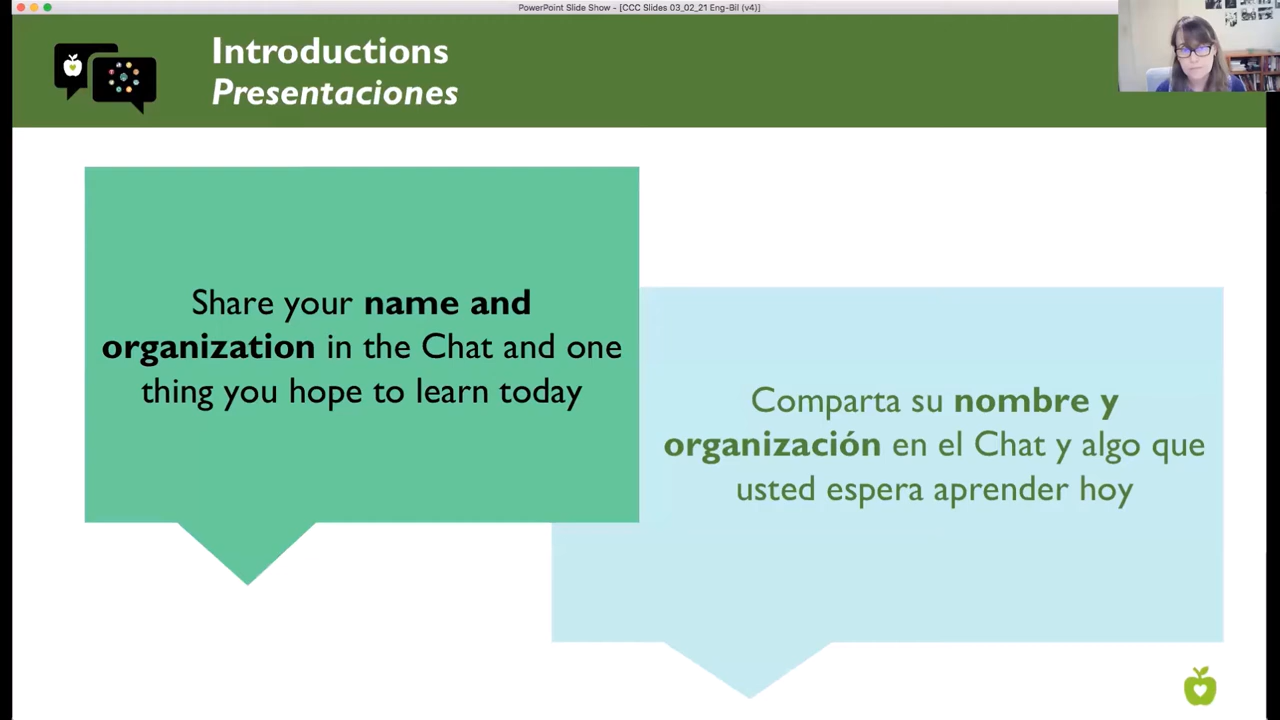 PowerPoint Slide Show - [CCC Slides 03_02_21 Eng-Bil (v4)]
Introductions
Presentaciones
Share your name and
organization in the Chat and one
thing you hope to learn today
Comparta su nombre y
organización en el Chat y algo que
usted espera aprender hoy